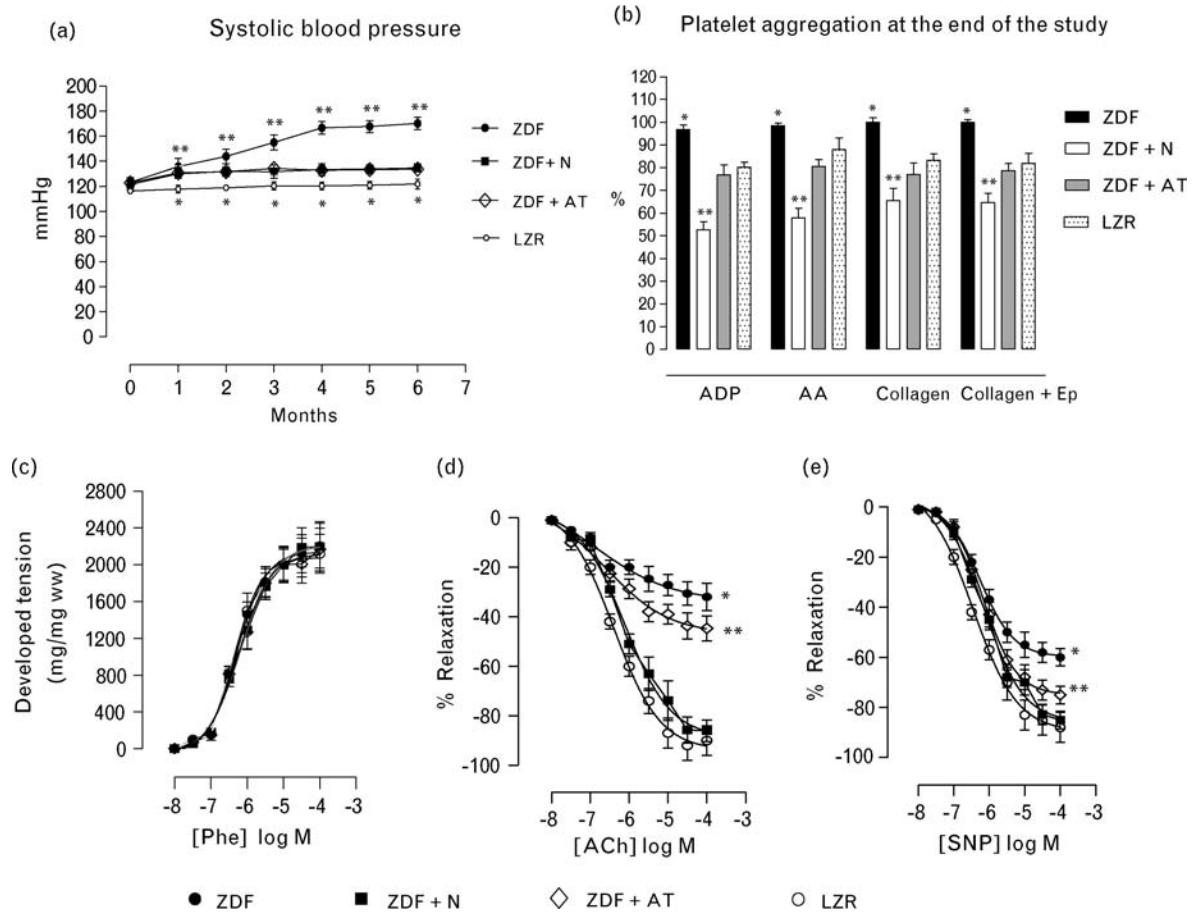 (a) Systolic blood pressure
200
180
160
140
120
100
80
60
40
20
0
mmHg
** ** ** ** ** **
* * * * * *
0 1 2 3 4 5 6 7
Months
ZDF
ZDF+ N
ZDF + AT
LZR
(b) Platelet aggregation at the end of the study
120
110
100
90
80
70
60
50
40
30
20
10
0
%
* * * *
** ** ** **
ADP AA Collagen Collagen + Ep
ZDF
ZDF + N
ZDF + AT
LZR
(c)
2800
2400
2000
1600
1200
800
400
0
Developed tension
(mg/mg ww)
-8 -7 -6 -5 -4 -3
[Phe] log M
(d)
0
-20
-40
-60
-80
-100
% Relaxation
*
**
-8 -7 -6 -5 -4 -3
[ACh] log M
(e)
0
-20
-40
-60
-80
-100
% Relaxation
*
**
-8 -7 -6 -5 -4 -3
[SNP] log M
ZDF ZDF + N ZDF + AT LZR